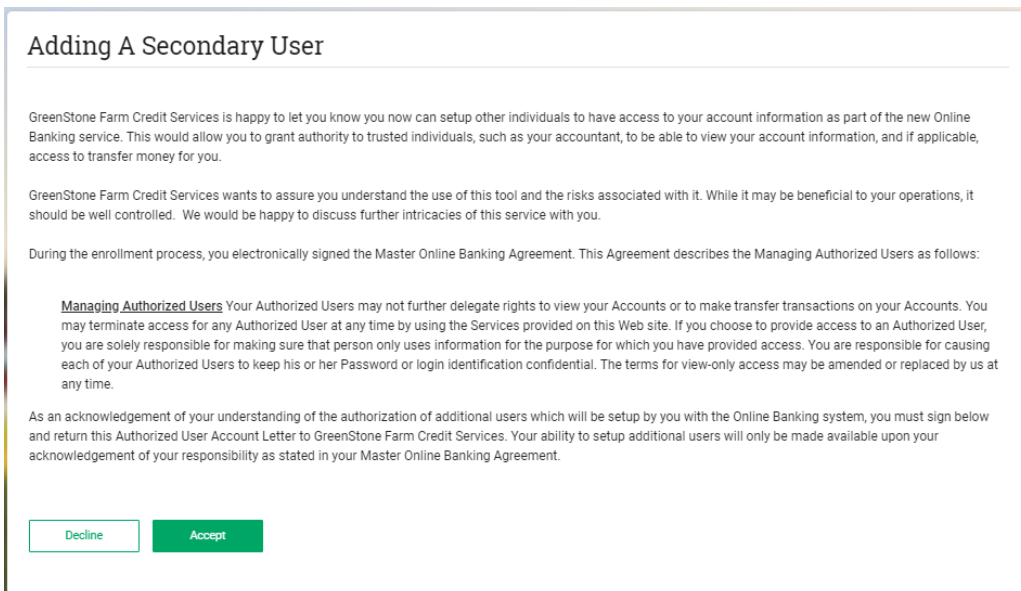 Adding A Secondary User
GreenStone Farm Credit Services is happy to let you know you now can setup other individuals to have access to your account information as part of the new Online
Banking service. This would allow you to grant authority to trusted individuals, such as your accountant, to be able to view your account information, and if applicable,
access to transfer money for you.
GreenStone Farm Credit Services wants to assure you understand the use of this tool and the risks associated with it. While it may be beneficial to your operations, it
should be well controlled.  We would be happy to discuss further intricacies of this service with you.
During the enrollment process, you electronically signed the Master Online Banking Agreement. This Agreement describes the Managing Authorized Users as follows:
Managing Authorized Users Your Authorized Users may not further delegate rights to view your Accounts or to make transfer transactions on your Accounts. You
may terminate access for any Authorized User at any time by using the Services provided on this Web site. If you choose to provide access to an Authorized User,
you are solely responsible for making sure that person only uses information for the purpose for which you have provided access. You are responsible for causing
each of your Authorized Users to keep his or her Password or login identification confidential. The terms for view-only access may be amended or replaced by us at
any time.
As an acknowledgement of your understanding of the authorization of additional users which will be setup by you with the Online Banking system, you must sign below
and return this Authorized User Account Letter to GreenStone Farm Credit Services. Your ability to setup additional users will only be made available upon your
acknowledgement of your responsibility as stated in your Master Online Banking Agreement.
Decline Accept